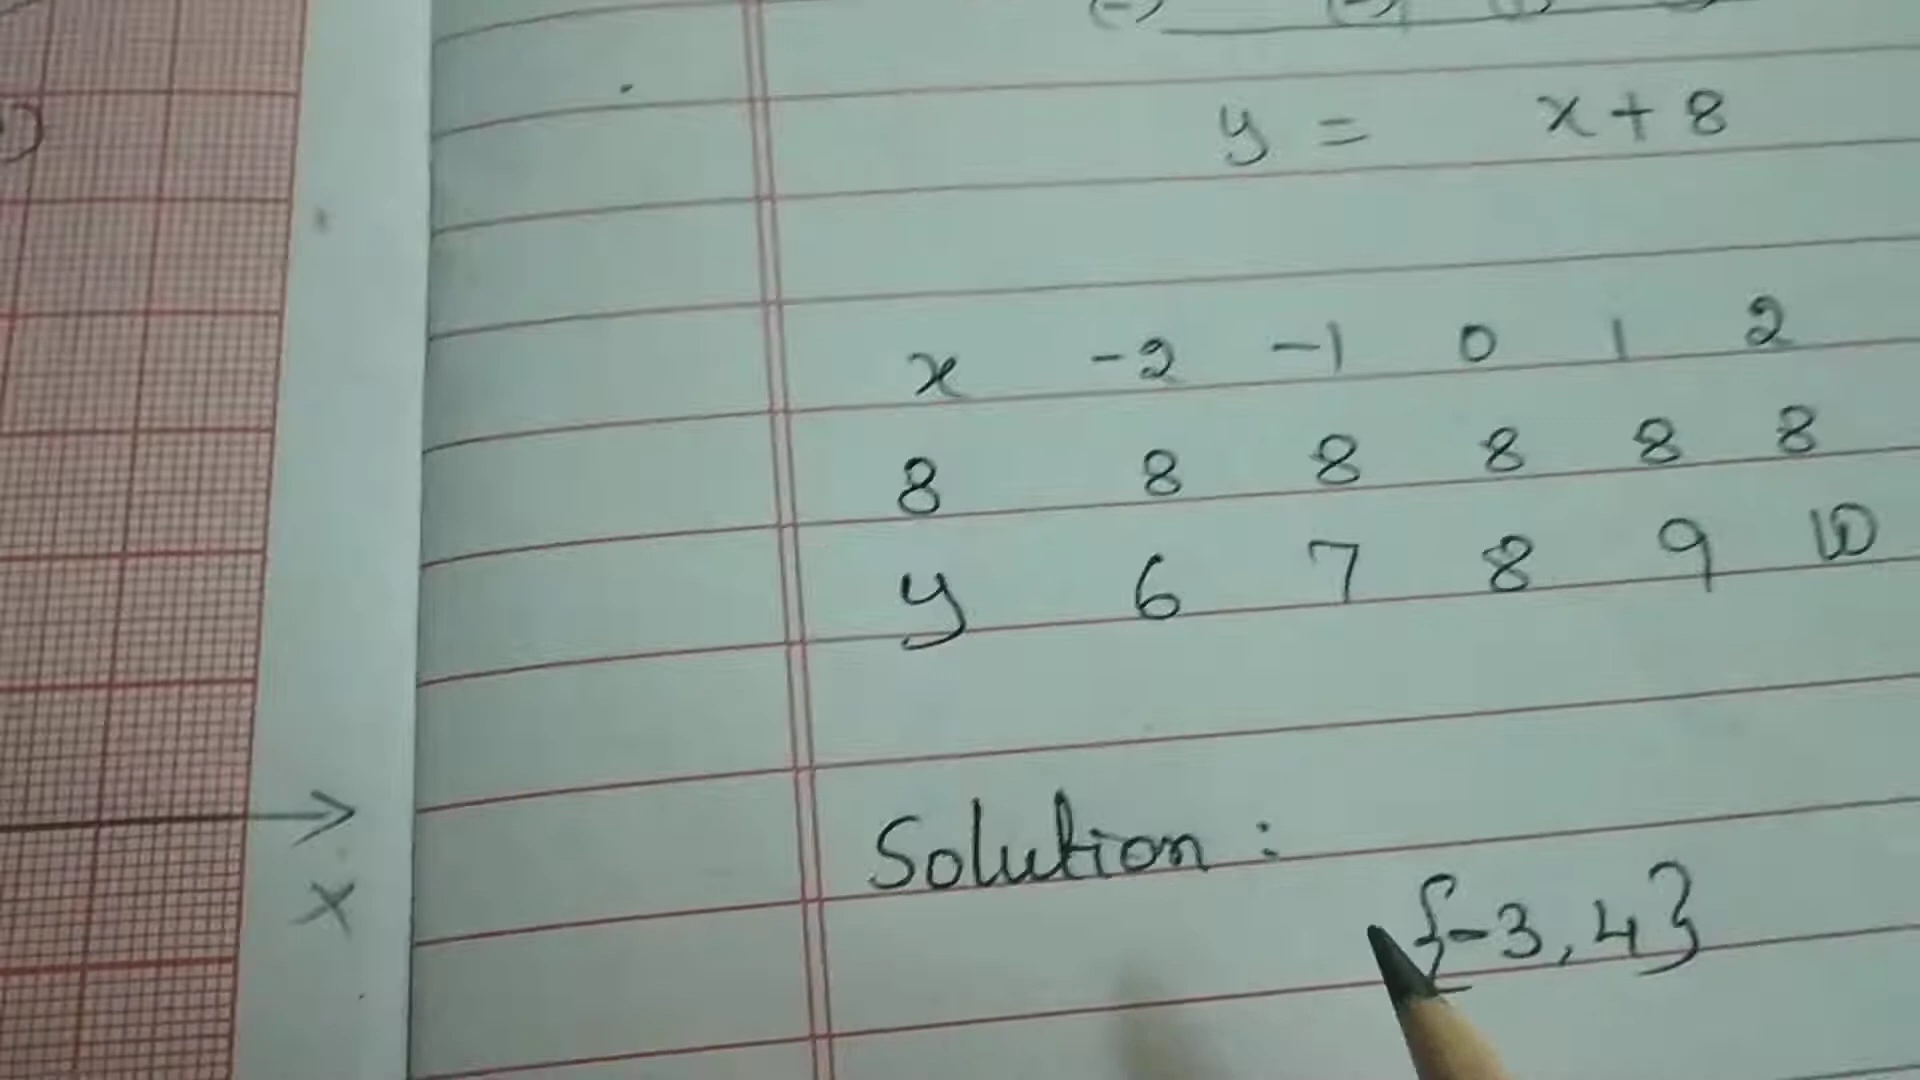 y = x + 8
x -2 -1 0 1 2
8 8 8 8 8 8
y 6 7 8 9 10
Solution :
{-3, 4}
X